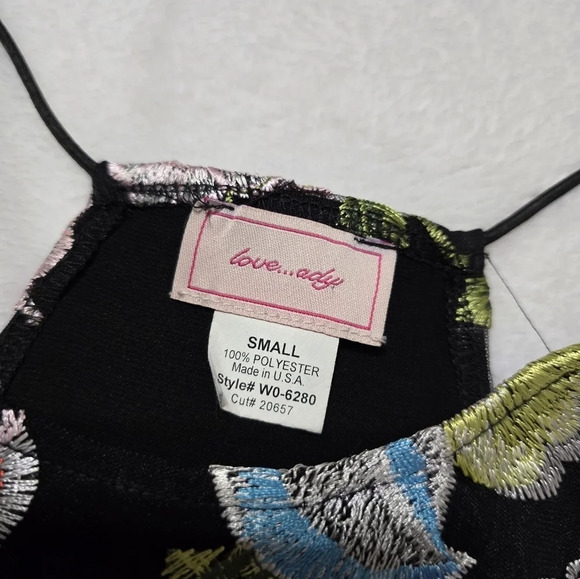 love...ady
SMALL
100% POLYESTER
Made in U.S.A.
Style# W0-6280
Cut# 20657